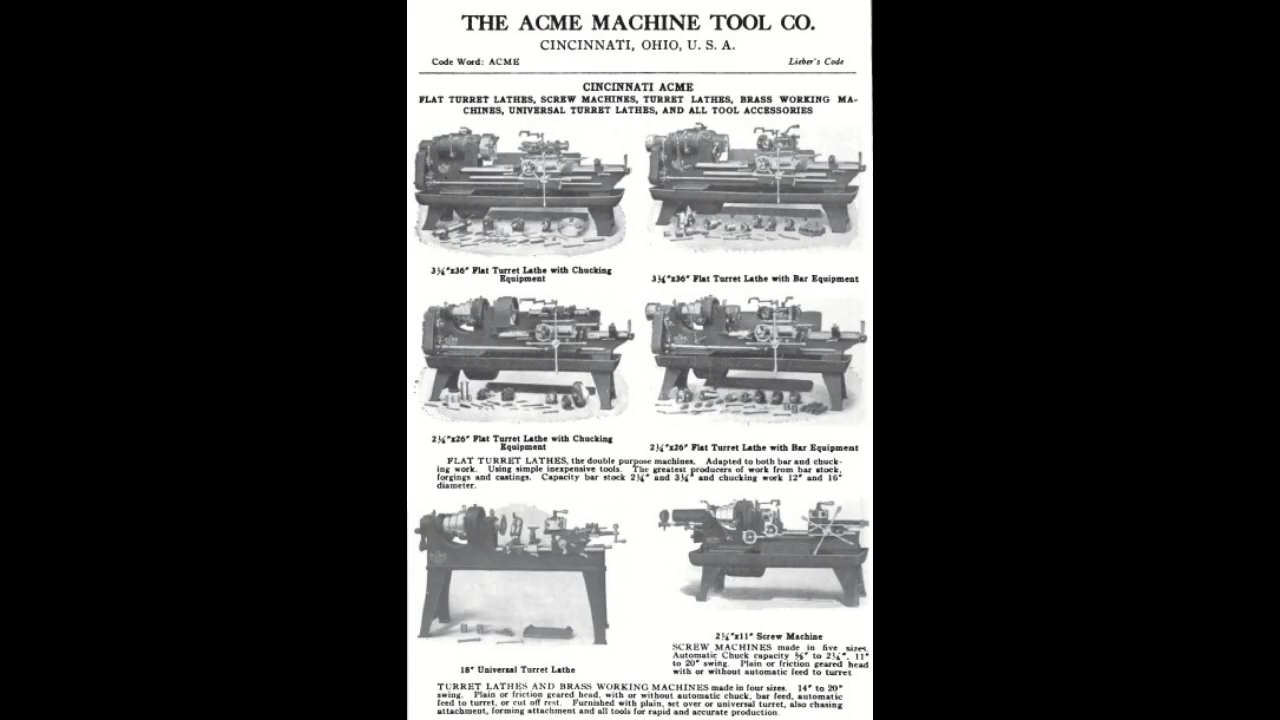 THE ACME MACHINE TOOL CO.
CINCINNATI, OHIO, U. S. A.
Code Word: ACME
Lieber's Code
CINCINNATI ACME
FLAT TURRET LATHES, SCREW MACHINES, TURRET LATHES, BRASS WORKING MA-
CHINES, UNIVERSAL TURRET LATHES, AND ALL TOOL ACCESSORIES
3¼"x36" Flat Turret Lathe with Chucking
Equipment
3¼"x36" Flat Turret Lathe with Bar Equipment
2¼"x26" Flat Turret Lathe with Chucking
Equipment
2¼"x26" Flat Turret Lathe with Bar Equipment
FLAT TURRET LATHES, the double purpose machines. Adapted to both bar and chuck-
ing work. Using simple inexpensive tools. The greatest producers of work from bar stock,
forgings and castings. Capacity bar stock 2¼" and 3¼" and chucking work 12" and 16"
diameter.
18" Universal Turret Lathe
2¼"x11" Screw Machine
SCREW MACHINES made in five sizes.
Automatic Chuck capacity ⅝" to 2¼". 11"
to 20" swing. Plain or friction geared head
with or without automatic feed to turret
TURRET LATHES AND BRASS WORKING MACHINES made in four sizes. 14" to 20"
swing. Plain or friction geared head, with or without automatic chuck, bar feed, automatic
feed to turret, or cut off rest. Furnished with plain, set over or universal turret, also chasing
attachment, forming attachment and all tools for rapid and accurate production.